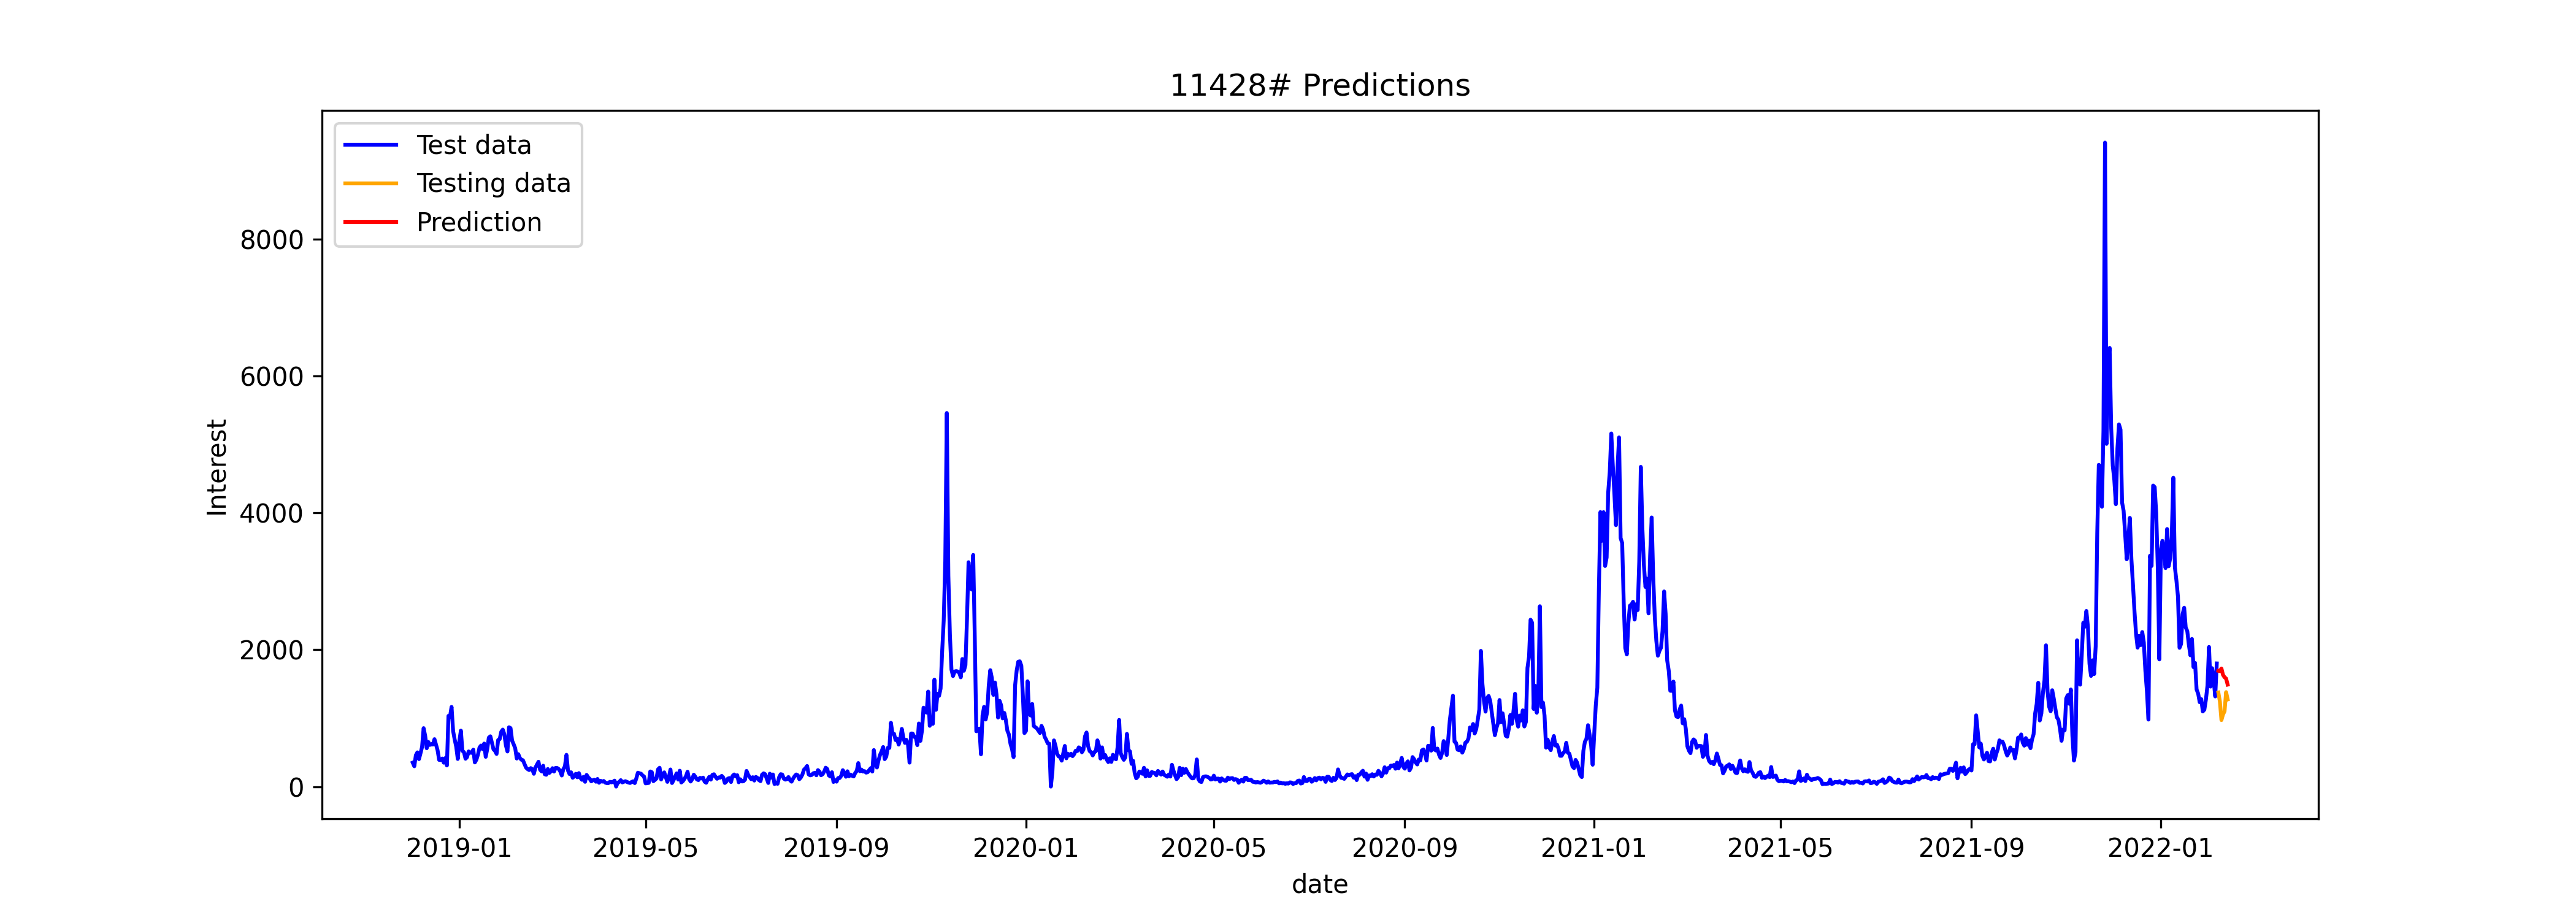 11428# Predictions
Test data
Testing data
Prediction
Interest
8000
6000
4000
2000
0
2019-01 2019-05 2019-09 2020-01 2020-05 2020-09 2021-01 2021-05 2021-09 2022-01
date